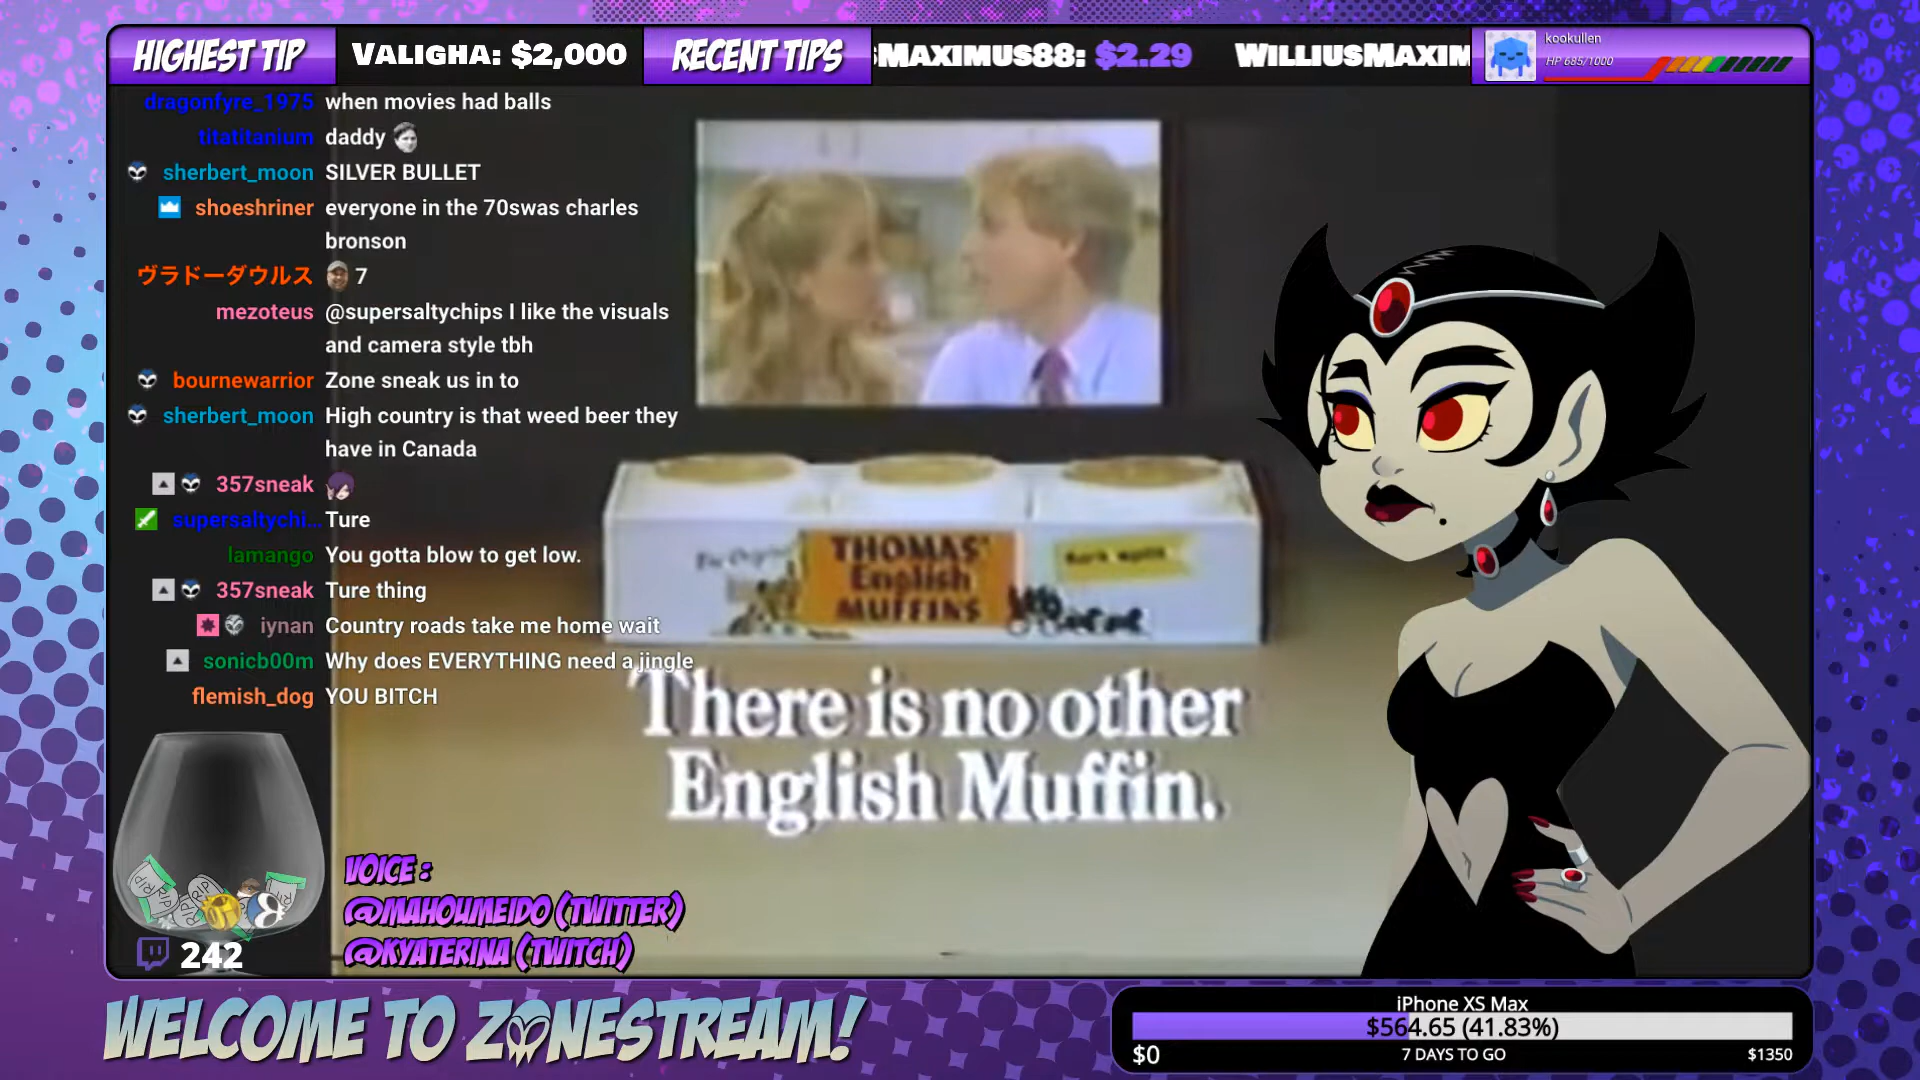 HIGHEST TIP
VALIGHA: $2,000
RECENT TIPS
MAXIMUS88: $2.29
WILLIUSMAXIM
kookullen
HP 685/1000
dragonfyre_1975 when movies had balls
titatitanium daddy
sherbert_moon SILVER BULLET
shoeshriner everyone in the 70swas charles
bronson
ヴラドーダウルス 7
mezoteus @supersaltychips I like the visuals
and camera style tbh
bournewarrior Zone sneak us in to
sherbert_moon High country is that weed beer they
have in Canada
357sneak
supersaltychi... Ture
lamango You gotta blow to get low.
357sneak Ture thing
iynan Country roads take me home wait
sonicb00m Why does EVERYTHING need a jingle
flemish_dog YOU BITCH
THOMAS'
English
MUFFINS
There is no other
English Muffin.
RIP
RIP
RIP
242
VOICE :
@MAHOUMEIDO (TWITTER)
@KYATERINA (TWITCH)
WELCOME TO ZONESTREAM!
iPhone XS Max
$564.65 (41.83%)
$0
7 DAYS TO GO
$1350